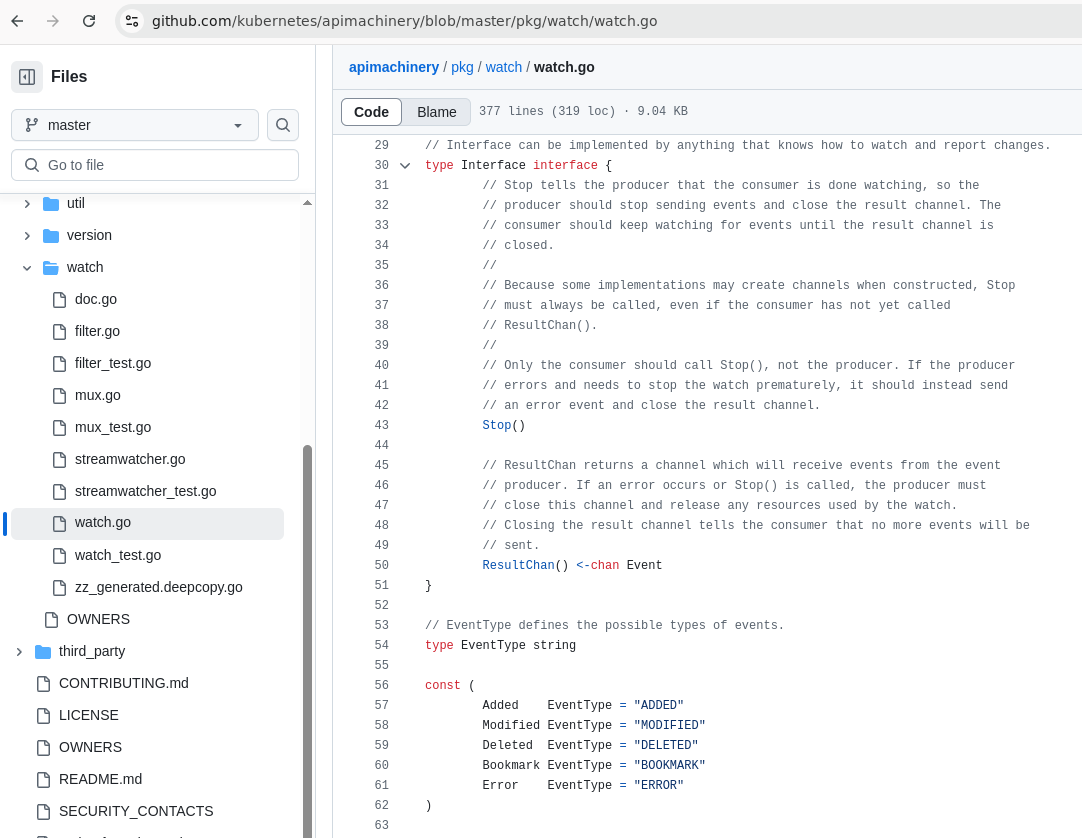 github.com/kubernetes/apimachinery/blob/master/pkg/watch/watch.go
Files
master
Go to file
util
version
watch
doc.go
filter.go
filter_test.go
mux.go
mux_test.go
streamwatcher.go
streamwatcher_test.go
watch.go
watch_test.go
zz_generated.deepcopy.go
OWNERS
third_party
CONTRIBUTING.md
LICENSE
OWNERS
README.md
SECURITY_CONTACTS
apimachinery / pkg / watch / watch.go
Code Blame 377 lines (319 loc) · 9.04 KB
29 // Interface can be implemented by anything that knows how to watch and report changes.
30 type Interface interface {
31 // Stop tells the producer that the consumer is done watching, so the
32 // producer should stop sending events and close the result channel. The
33 // consumer should keep watching for events until the result channel is
34 // closed.
35 //
36 // Because some implementations may create channels when constructed, Stop
37 // must always be called, even if the consumer has not yet called
38 // ResultChan().
39 //
40 // Only the consumer should call Stop(), not the producer. If the producer
41 // errors and needs to stop the watch prematurely, it should instead send
42 // an error event and close the result channel.
43 Stop()
44
45 // ResultChan returns a channel which will receive events from the event
46 // producer. If an error occurs or Stop() is called, the producer must
47 // close this channel and release any resources used by the watch.
48 // Closing the result channel tells the consumer that no more events will be
49 // sent.
50 ResultChan() <-chan Event
51 }
52
53 // EventType defines the possible types of events.
54 type EventType string
55
56 const (
57 Added EventType = "ADDED"
58 Modified EventType = "MODIFIED"
59 Deleted EventType = "DELETED"
60 Bookmark EventType = "BOOKMARK"
61 Error EventType = "ERROR"
62 )
63